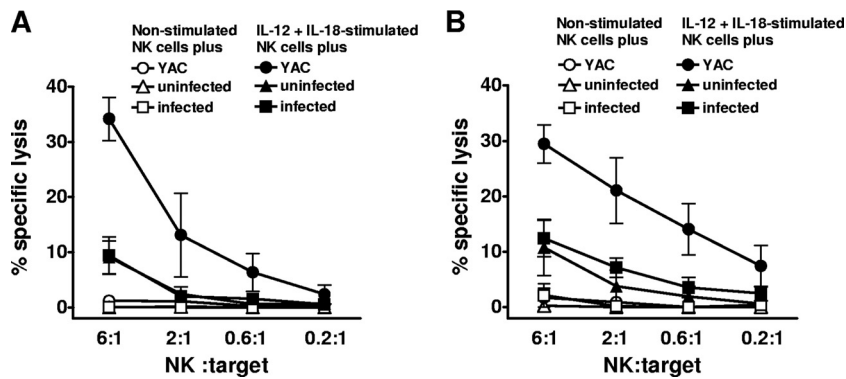 A
Non-stimulated
NK cells plus
YAC
uninfected
infected
IL-12 + IL-18-stimulated
NK cells plus
YAC
uninfected
infected
% specific lysis
40
30
20
10
0
6:1 2:1 0.6:1 0.2:1
NK :target
B
Non-stimulated
NK cells plus
YAC
uninfected
infected
IL-12 + IL-18-stimulated
NK cells plus
YAC
uninfected
infected
% specific lysis
40
30
20
10
0
6:1 2:1 0.6:1 0.2:1
NK:target